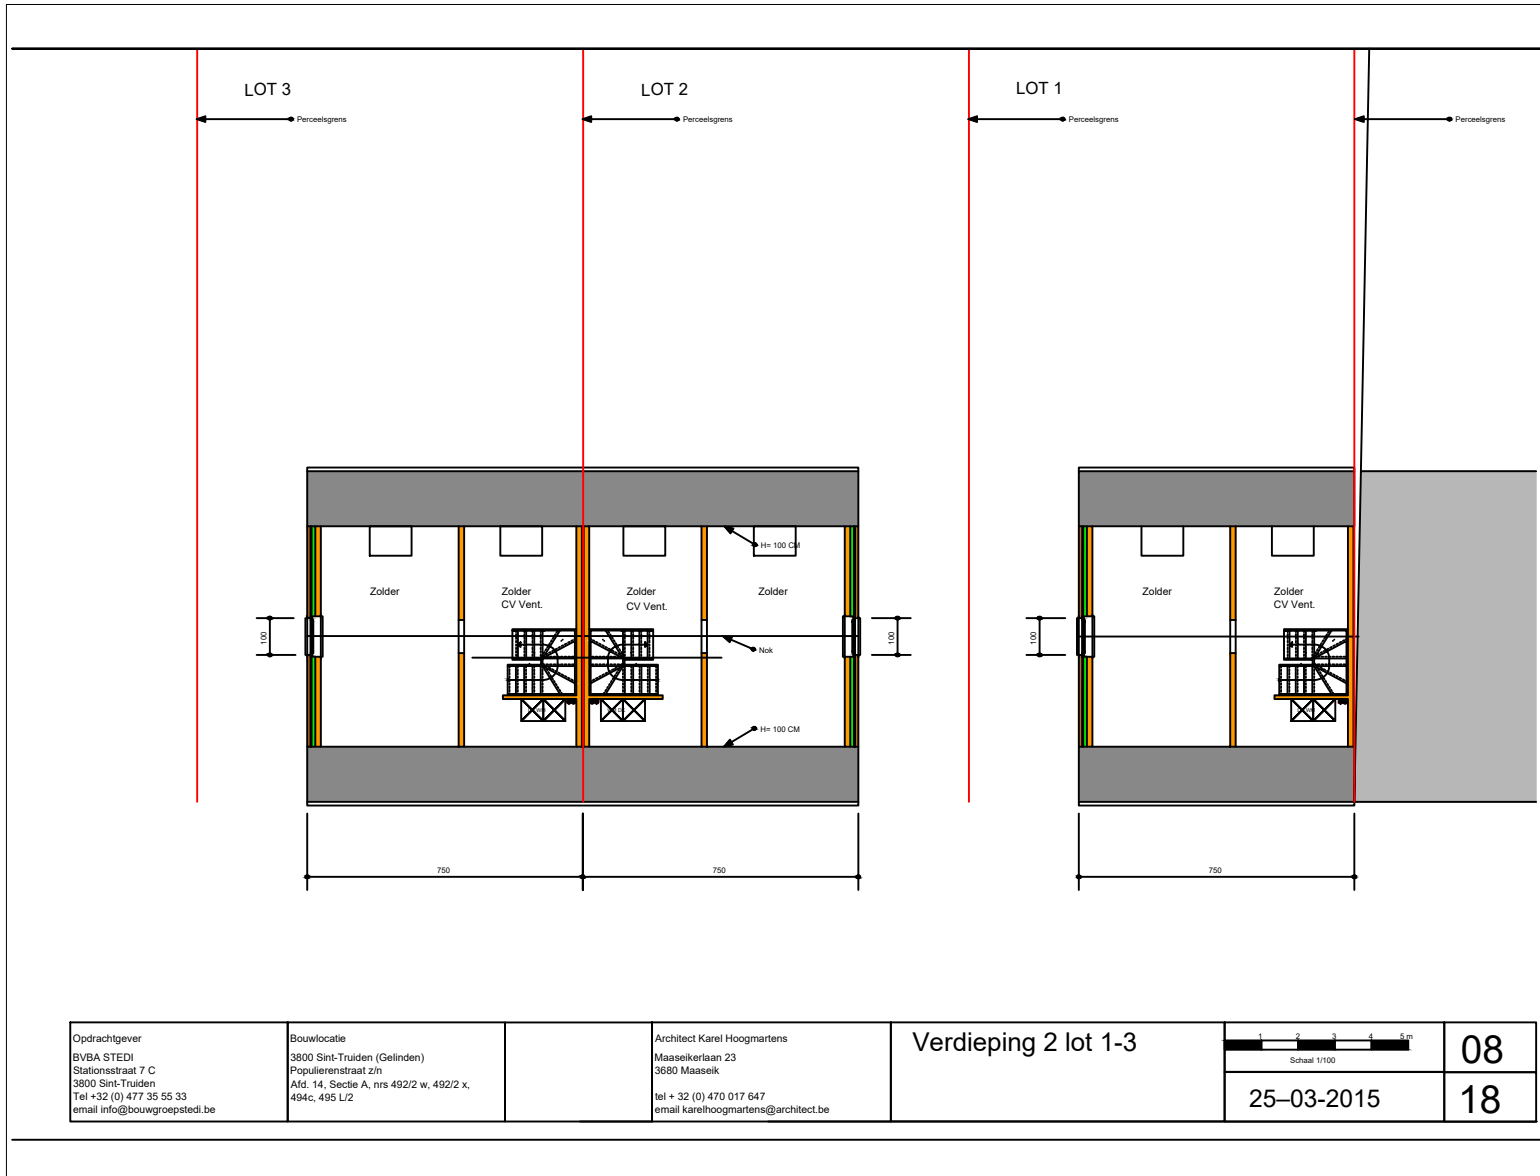 LOT 3
LOT 2
LOT 1
Perceelsgrens
Perceelsgrens
Perceelsgrens
Perceelsgrens
H= 100 CM
Zolder
Zolder
CV Vent.
Zolder
CV Vent.
Zolder
Zolder
Zolder
CV Vent.
100
100
100
Nok
H= 100 CM
750
750
750
Opdrachtgever
BVBA STEDI
Stationsstraat 7 C
3800 Sint-Truiden
Tel +32 (0) 477 35 55 33
email info@bouwgroepstedi.be
Bouwlocatie
3800 Sint-Truiden (Gelinden)
Populierenstraat z/n
Afd. 14, Sectie A, nrs 492/2 w, 492/2 x,
494c, 495 L/2
Architect Karel Hoogmartens
Maaseikerlaan 23
3680 Maaseik
tel + 32 (0) 470 017 647
email karelhoogmartens@architect.be
Verdieping 2 lot 1-3
1 2 3 4 5 m
Schaal 1/100
25–03-2015
08
18